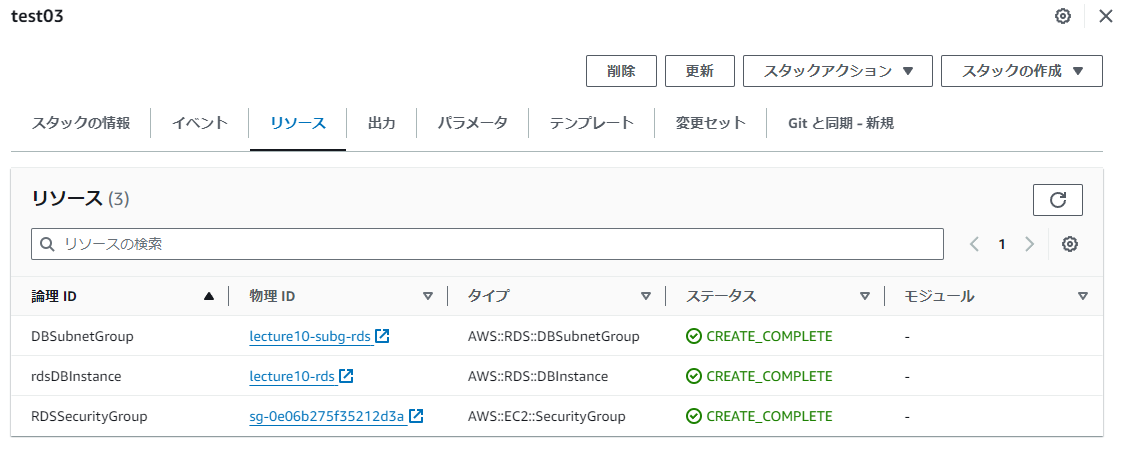 test03
削除 更新 スタックアクション スタックの作成
スタックの情報 イベント リソース 出力 パラメータ テンプレート 変更セット Git と同期 - 新規
リソース (3)
リソースの検索 1
論理 ID 物理 ID タイプ ステータス モジュール
DBSubnetGroup lecture10-subg-rds AWS::RDS::DBSubnetGroup CREATE_COMPLETE -
rdsDBInstance lecture10-rds AWS::RDS::DBInstance CREATE_COMPLETE -
RDSSecurityGroup sg-0e06b275f35212d3a AWS::EC2::SecurityGroup CREATE_COMPLETE -